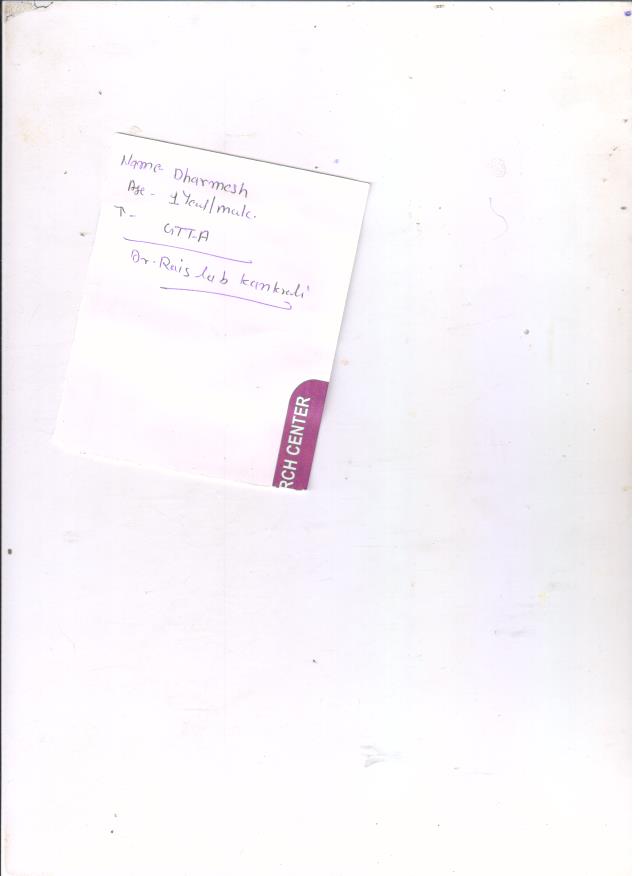 Name - Dharmesh
Age - 1 Year/male.
T -
GTT-A
Dr. Rais lab kankroli
RCH CENTER